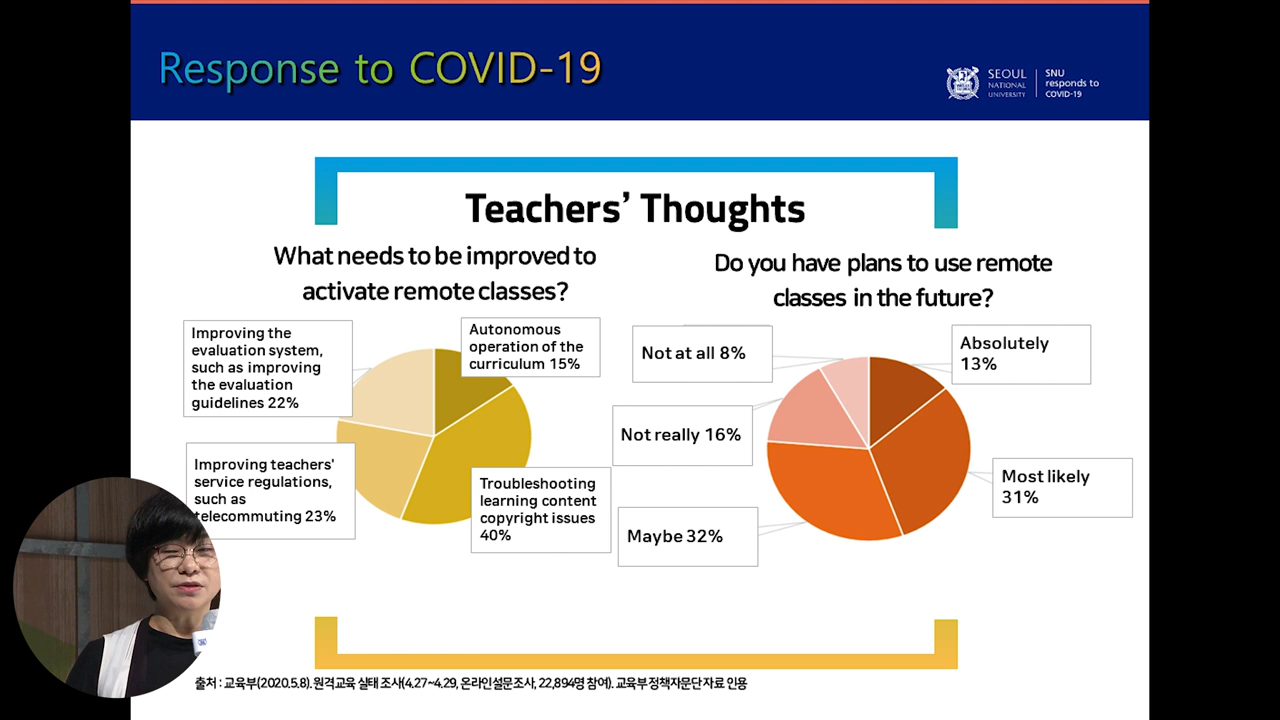 Response to COVID-19
SEOUL
NATIONAL
UNIVERSITY
SNU
responds to
COVID-19
Teachers’ Thoughts
What needs to be improved to
activate remote classes?
Improving the
evaluation system,
such as improving
the evaluation
guidelines 22%
Autonomous
operation of the
curriculum 15%
Improving teachers'
service regulations,
such as
telecommuting 23%
Troubleshooting
learning content
copyright issues
40%
Do you have plans to use remote
classes in the future?
Not at all 8%
Absolutely
13%
Not really 16%
Most likely
31%
Maybe 32%
출처 : 교육부(2020.5.8). 원격교육 실태 조사(4.27~4.29, 온라인설문조사, 22,894명 참여). 교육부 정책자문단 자료 인용